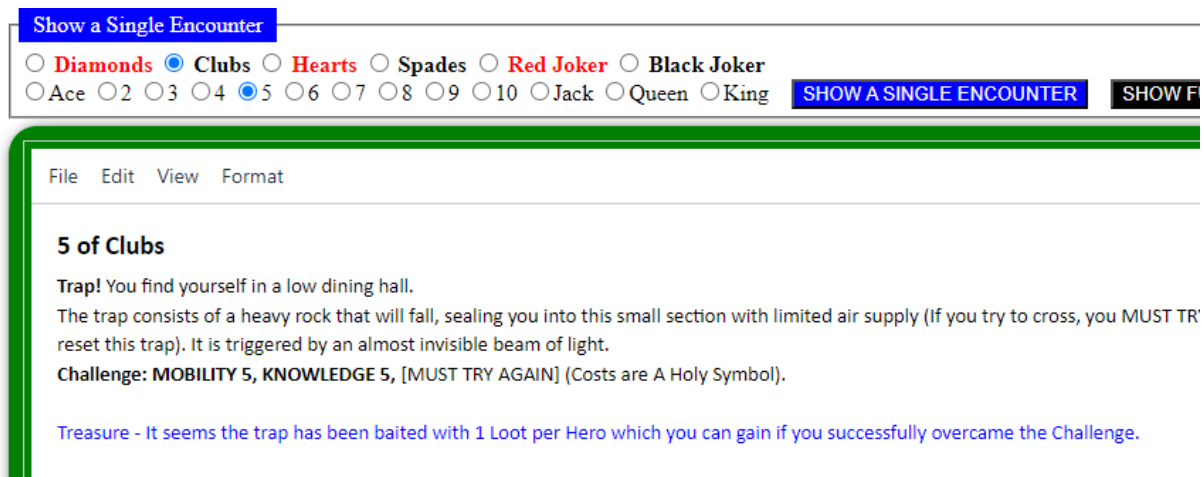 Show a Single Encounter
Diamonds Clubs Hearts Spades Red Joker Black Joker
Ace 2 3 4 5 6 7 8 9 10 Jack Queen King SHOW A SINGLE ENCOUNTER SHOW
File Edit View Format
5 of Clubs
Trap! You find yourself in a low dining hall.
The trap consists of a heavy rock that will fall, sealing you into this small section with limited air supply (If you try to cross, you MUST
reset this trap). It is triggered by an almost invisible beam of light.
Challenge: MOBILITY 5, KNOWLEDGE 5, [MUST TRY AGAIN] (Costs are A Holy Symbol).
Treasure - It seems the trap has been baited with 1 Loot per Hero which you can gain if you successfully overcame the Challenge.